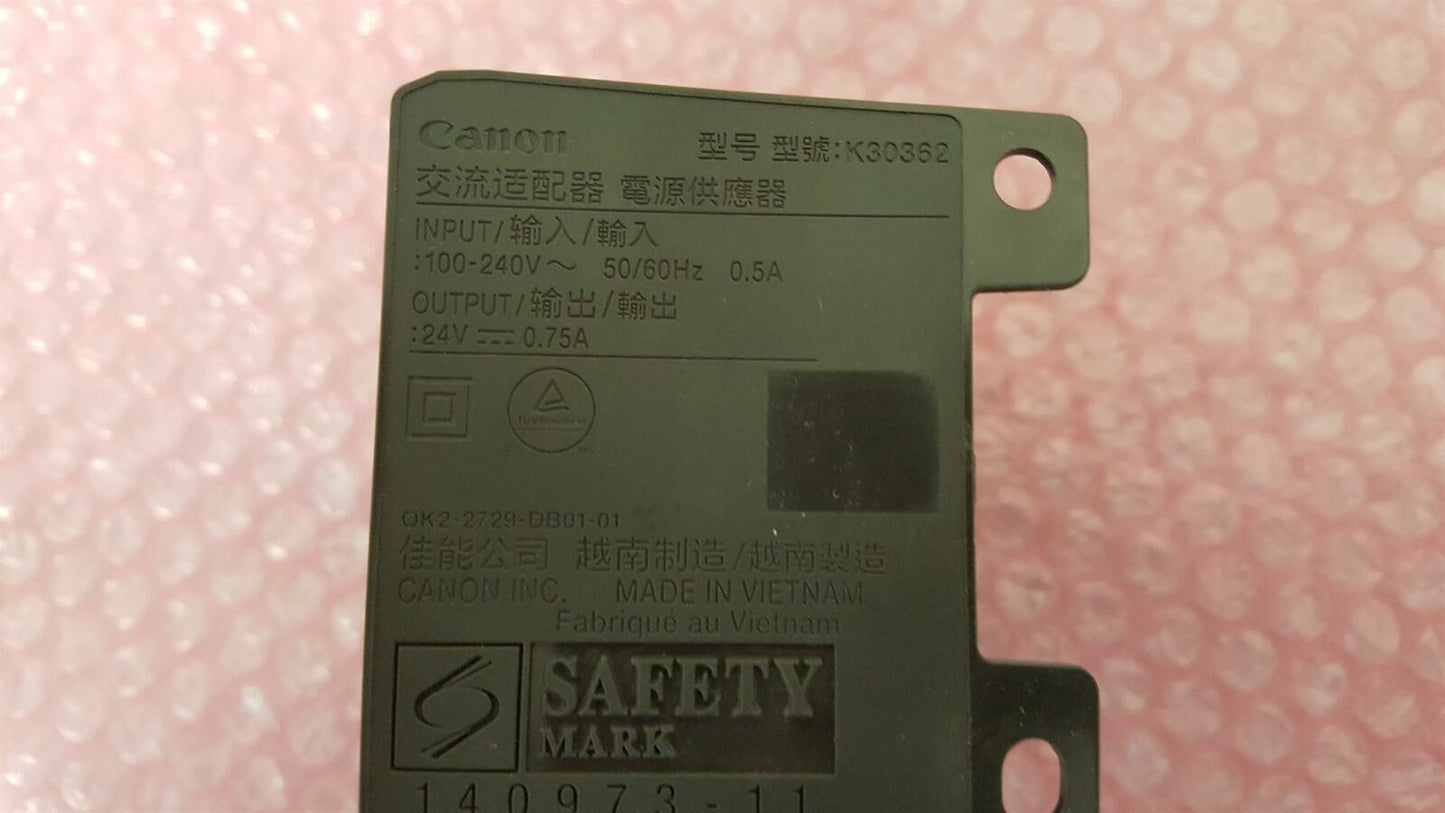 Canon 型号 型號:K30362
交流适配器 電源供應器
INPUT/输入/輸入
:100-240V～ 50/60Hz 0.5A
OUTPUT/输出/輸出
:24V⎓0.75A
TÜVRheinland
QK2-2729-DB01-01
佳能公司 越南制造/越南製造
CANON INC. MADE IN VIETNAM
Fabriqué au Vietnam
SAFETY
MARK
140973-11